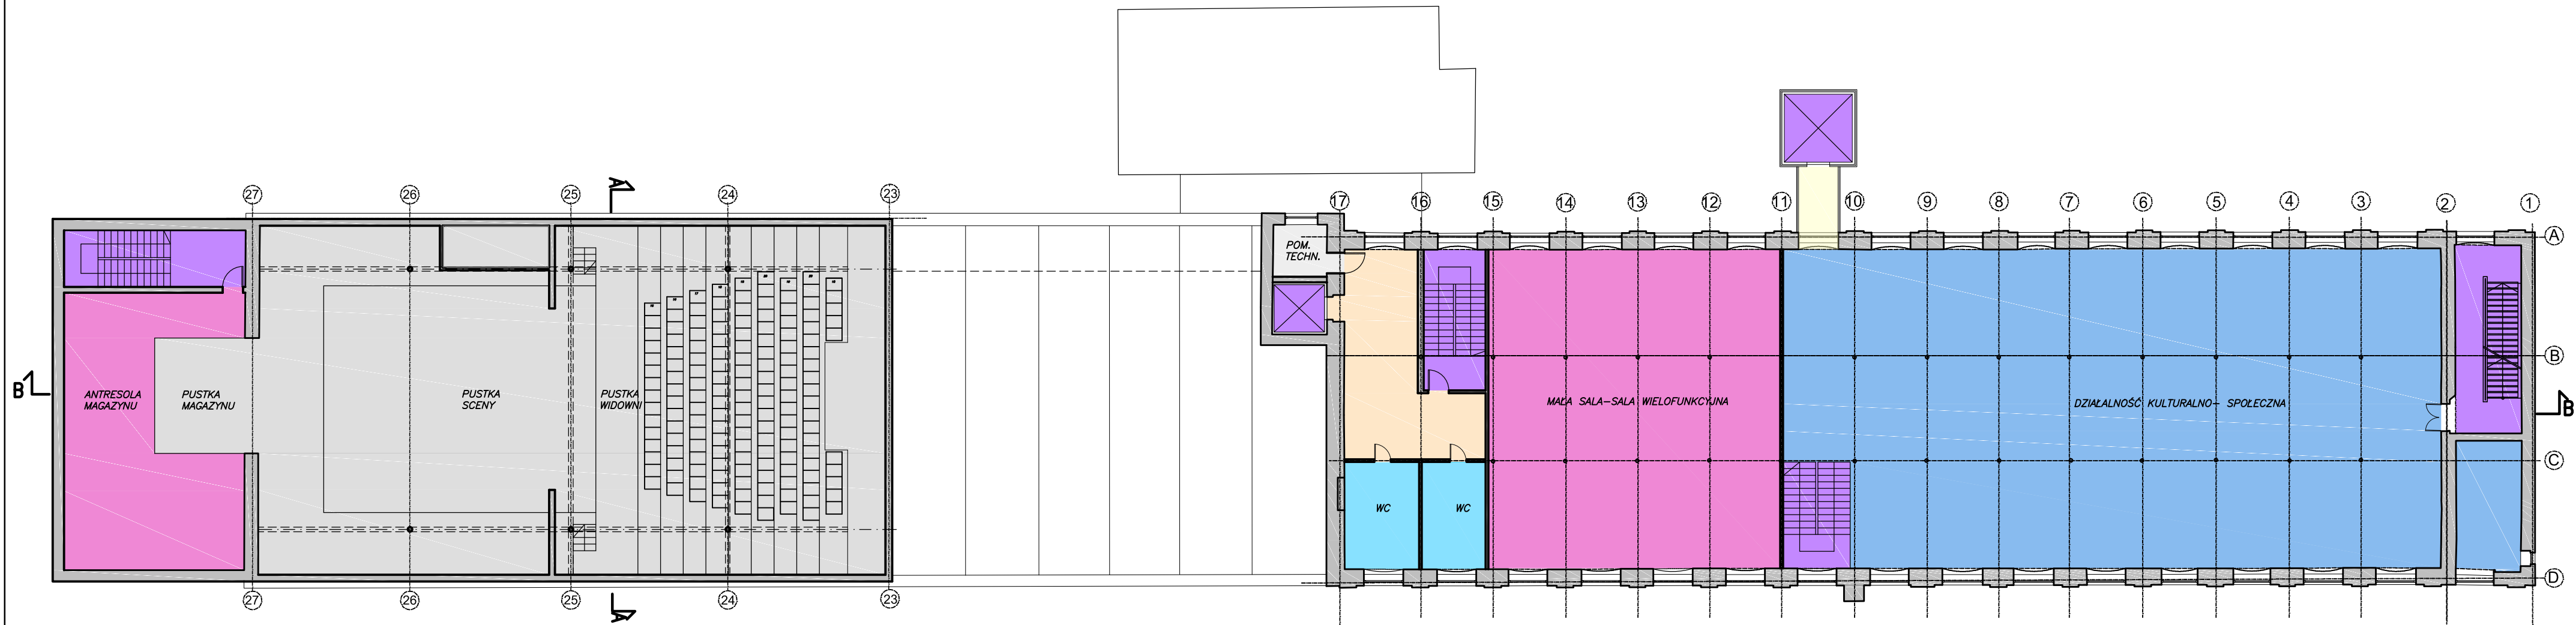 27
26
25
A
24
23
17
16
15
14
13
12
11
10
9
8
7
6
5
4
3
2
1
A
POM.
TECHN.
B
B
ANTRESOLA
MAGAZYNU
PUSTKA
MAGAZYNU
PUSTKA
SCENY
PUSTKA
WIDOWNI
MAŁA SALA-SALA WIELOFUNKCYJNA
DZIAŁALNOŚĆ KULTURALNO- SPOŁECZNA
B
C
WC
WC
D
27
26
25
A
24
23